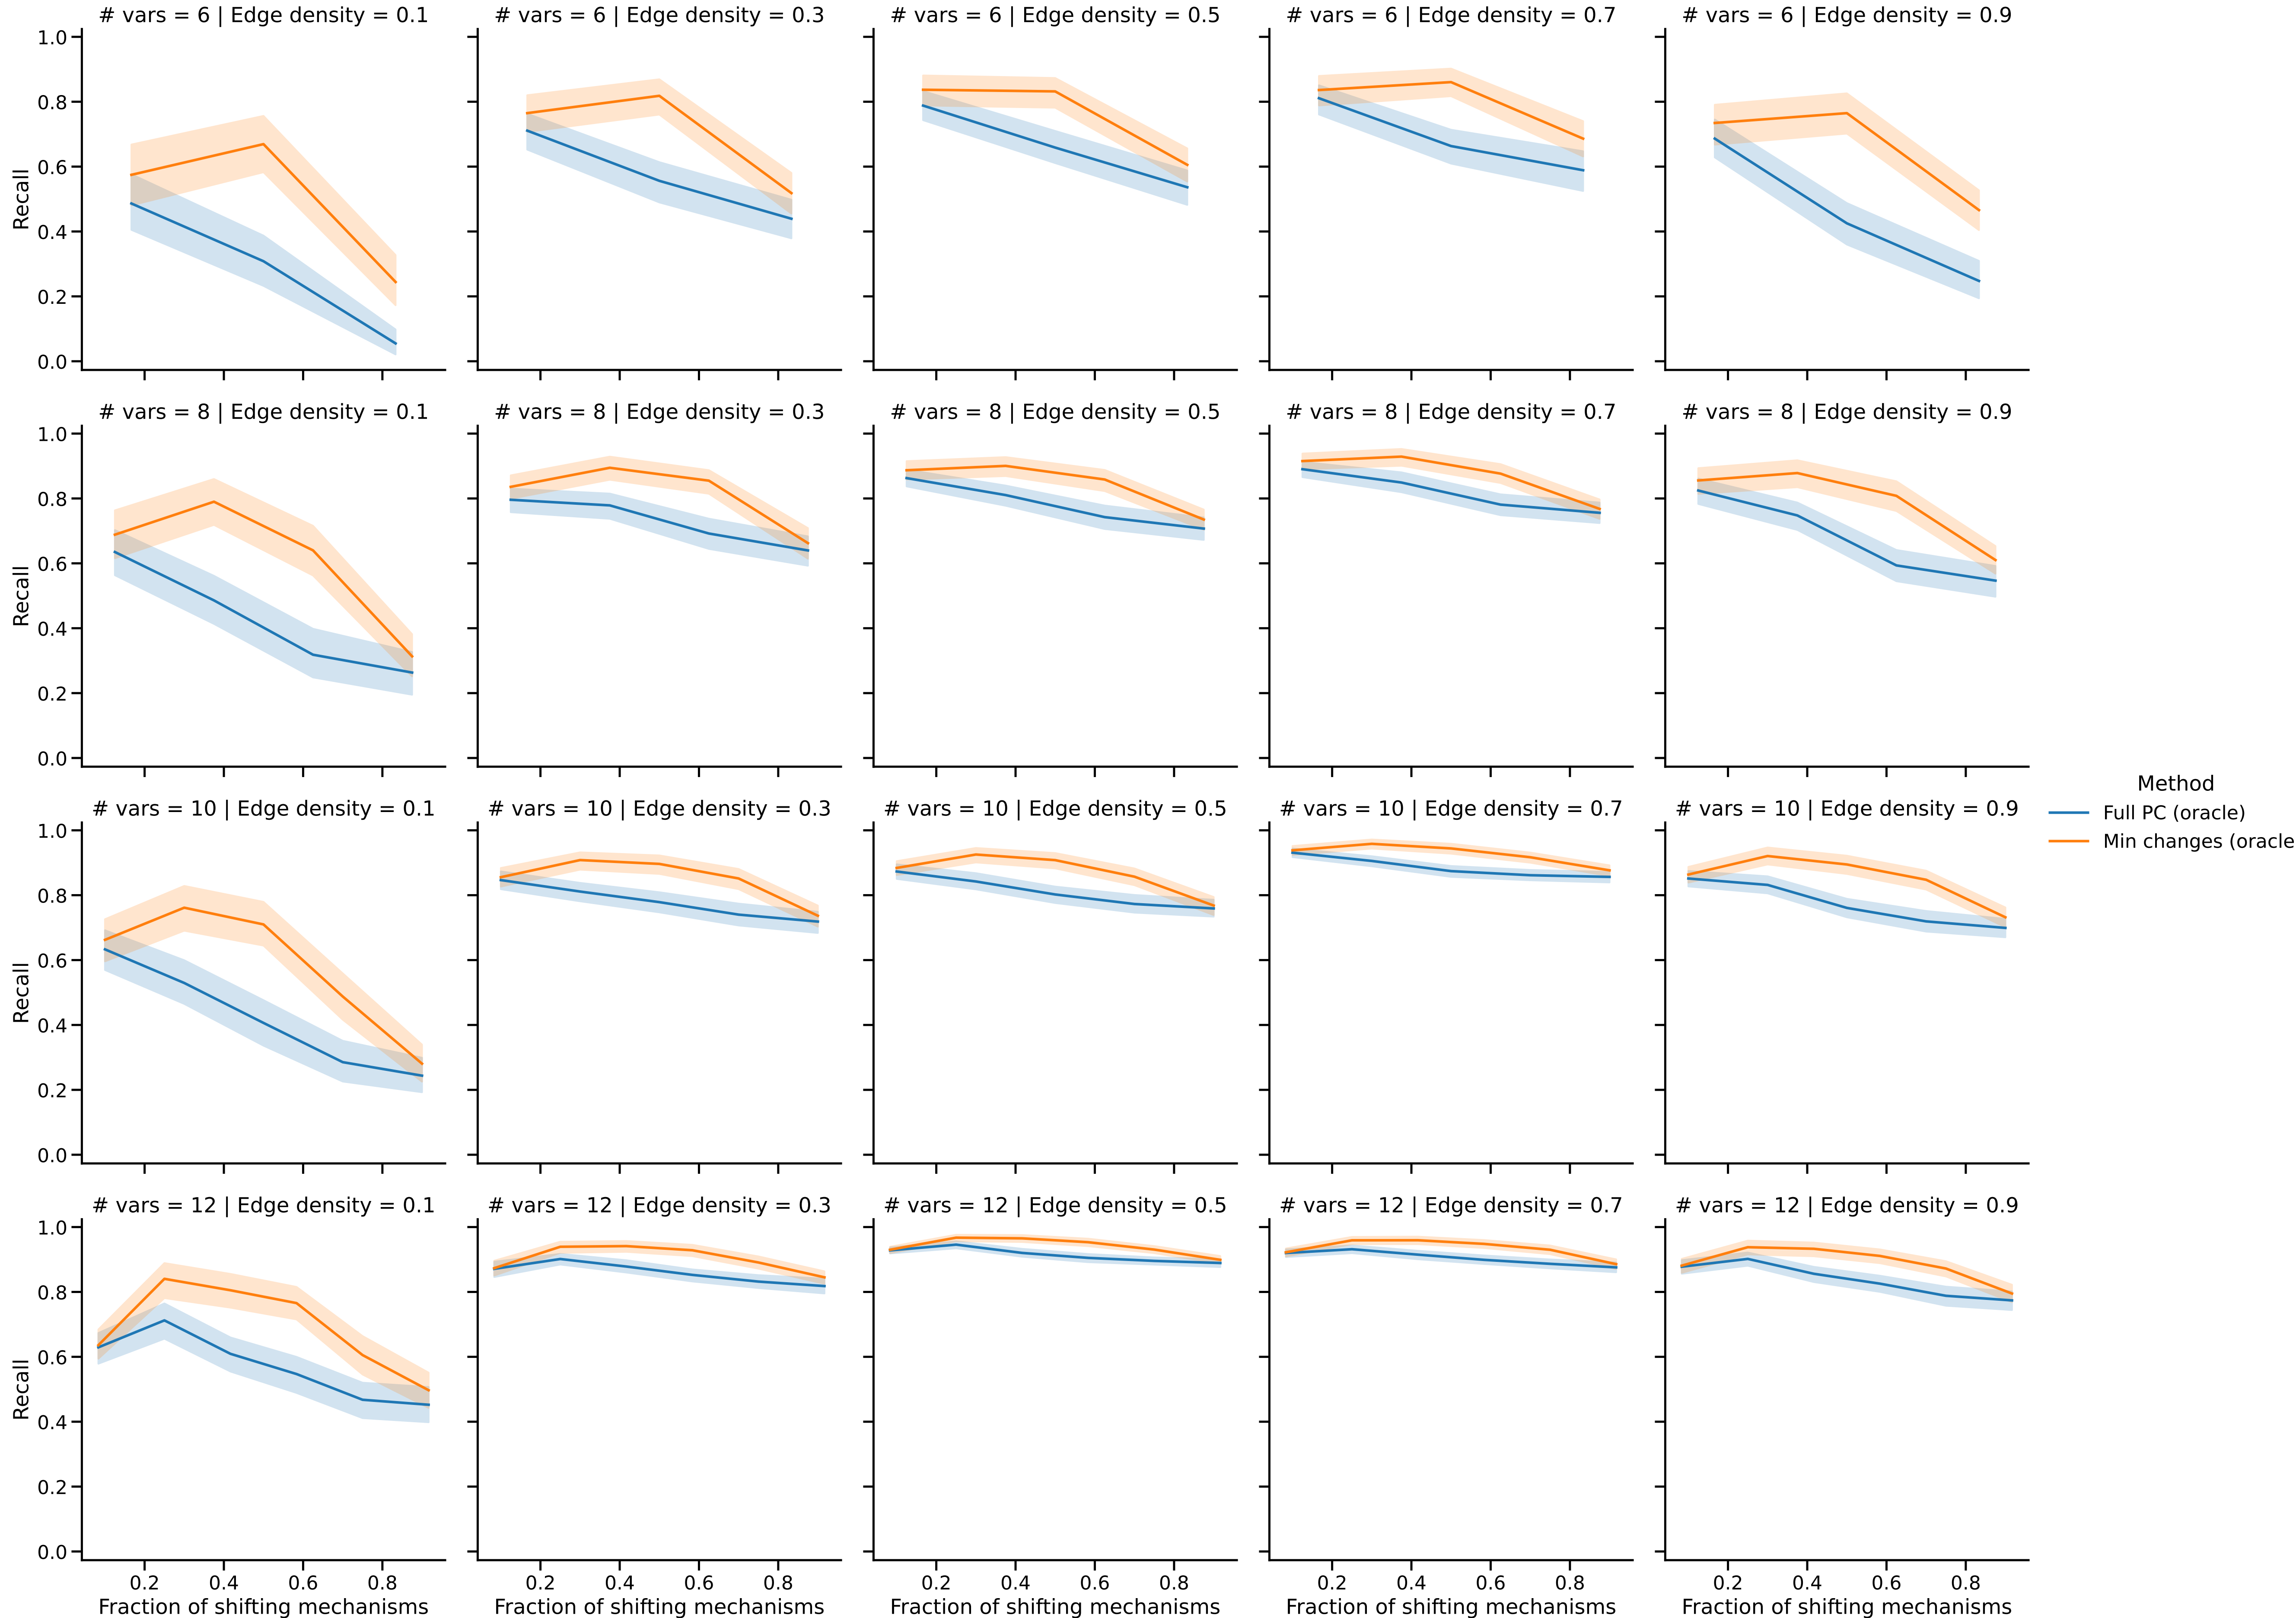 # vars = 6 | Edge density = 0.1
# vars = 6 | Edge density = 0.3
# vars = 6 | Edge density = 0.5
# vars = 6 | Edge density = 0.7
# vars = 6 | Edge density = 0.9
1.0
0.8
0.6
0.4
0.2
0.0
Recall
# vars = 8 | Edge density = 0.1
# vars = 8 | Edge density = 0.3
# vars = 8 | Edge density = 0.5
# vars = 8 | Edge density = 0.7
# vars = 8 | Edge density = 0.9
1.0
0.8
0.6
0.4
0.2
0.0
Recall
Method
Full PC (oracle)
Min changes (oracle
# vars = 10 | Edge density = 0.1
# vars = 10 | Edge density = 0.3
# vars = 10 | Edge density = 0.5
# vars = 10 | Edge density = 0.7
# vars = 10 | Edge density = 0.9
1.0
0.8
0.6
0.4
0.2
0.0
Recall
# vars = 12 | Edge density = 0.1
# vars = 12 | Edge density = 0.3
# vars = 12 | Edge density = 0.5
# vars = 12 | Edge density = 0.7
# vars = 12 | Edge density = 0.9
1.0
0.8
0.6
0.4
0.2
0.0
Recall
0.2 0.4 0.6 0.8
0.2 0.4 0.6 0.8
0.2 0.4 0.6 0.8
0.2 0.4 0.6 0.8
0.2 0.4 0.6 0.8
Fraction of shifting mechanisms
Fraction of shifting mechanisms
Fraction of shifting mechanisms
Fraction of shifting mechanisms
Fraction of shifting mechanisms